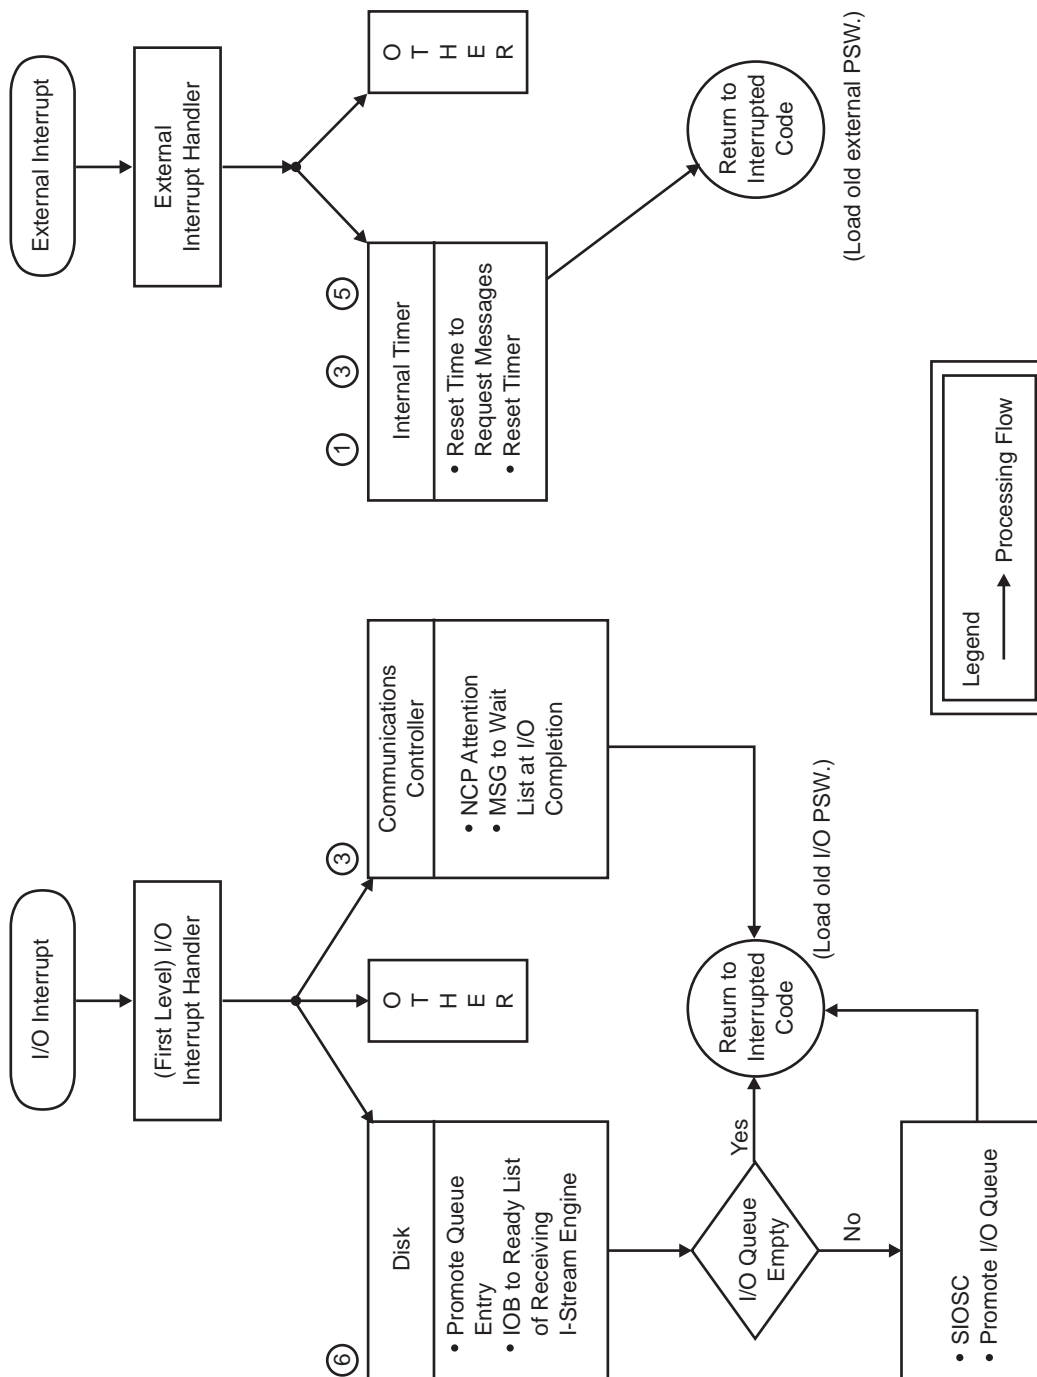 I/O Interrupt
(First Level) I/O
Interrupt Handler
6
Disk
• Promote Queue
Entry
• IOB to Ready List
of Receiving
I-Stream Engine
O
T
H
E
R
3
Communications
Controller
• NCP Attention
• MSG to Wait
List at I/O
Completion
I/O Queue
Empty
Yes
No
Return to
Interrupted
Code
(Load old I/O PSW.)
• SIOSC
• Promote I/O Queue
External Interrupt
External
Interrupt Handler
1
3
5
Internal Timer
• Reset Time to
Request Messages
• Reset Timer
O
T
H
E
R
Return to
Interrupted
Code
(Load old external PSW.)
Legend
Processing Flow